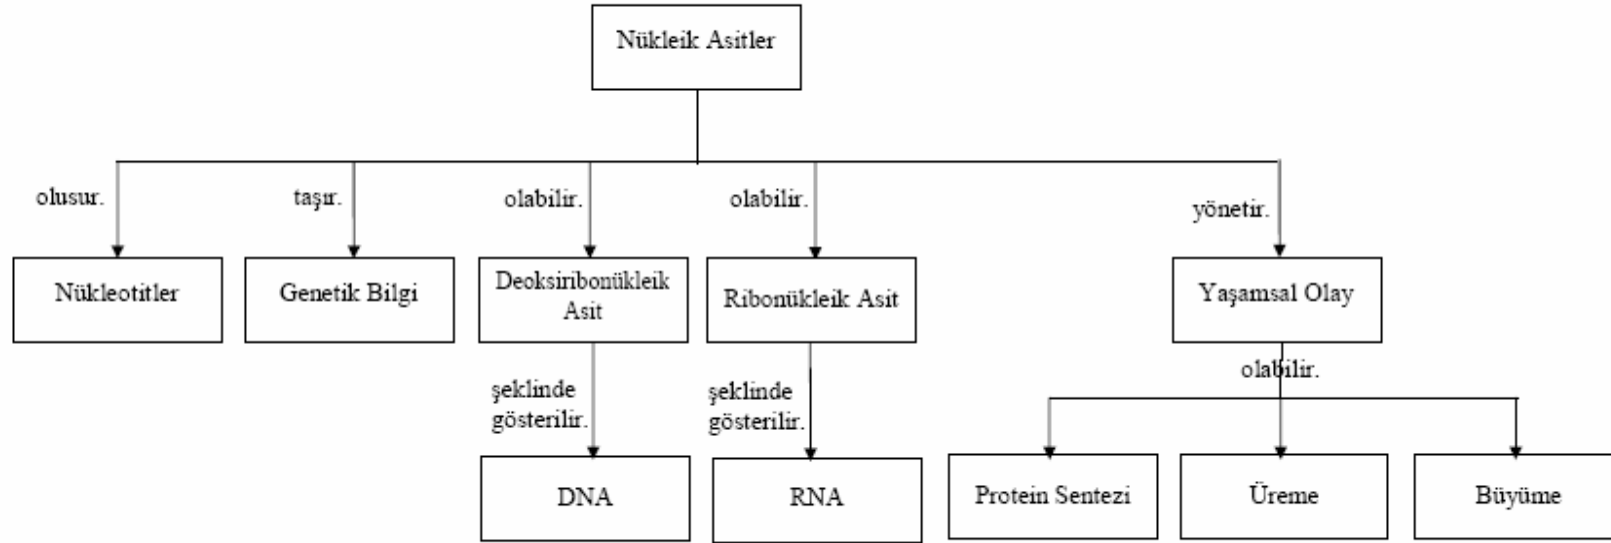 Nükleik Asitler
olusur.
taşır.
olabilir.
olabilir.
yönetir.
Nükleotitler
Genetik Bilgi
Deoksiribonükleik
Asit
Ribonükleik Asit
Yaşamsal Olay
şeklinde
gösterilir.
şeklinde
gösterilir.
olabilir.
DNA
RNA
Protein Sentezi
Üreme
Büyüme